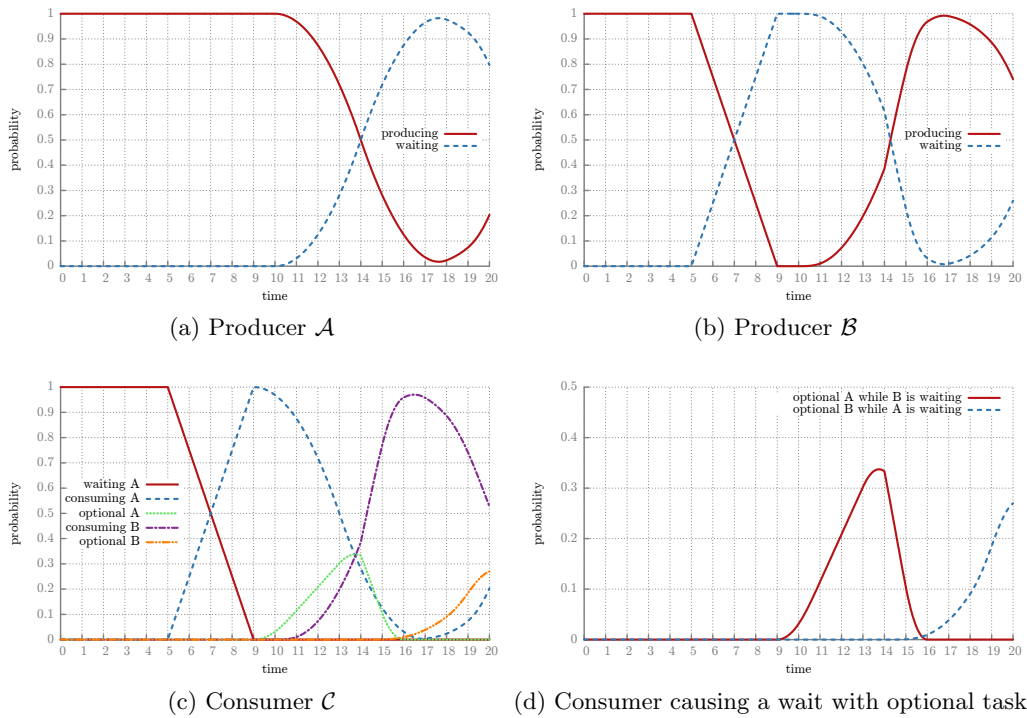 1
0.9
0.8
0.7
0.6
0.5
0.4
0.3
0.2
0.1
0
probability
producing
waiting
0 1 2 3 4 5 6 7 8 9 10 11 12 13 14 15 16 17 18 19 20
time
(a) Producer 𝒜
1
0.9
0.8
0.7
0.6
0.5
0.4
0.3
0.2
0.1
0
probability
producing
waiting
0 1 2 3 4 5 6 7 8 9 10 11 12 13 14 15 16 17 18 19 20
time
(b) Producer ℬ
1
0.9
0.8
0.7
0.6
0.5
0.4
0.3
0.2
0.1
0
probability
waiting A
consuming A
optional A
consuming B
optional B
0 1 2 3 4 5 6 7 8 9 10 11 12 13 14 15 16 17 18 19 20
time
(c) Consumer 𝒞
0.5
0.4
0.3
0.2
0.1
0
probability
optional A while B is waiting
optional B while A is waiting
0 1 2 3 4 5 6 7 8 9 10 11 12 13 14 15 16 17 18 19 20
time
(d) Consumer causing a wait with optional task